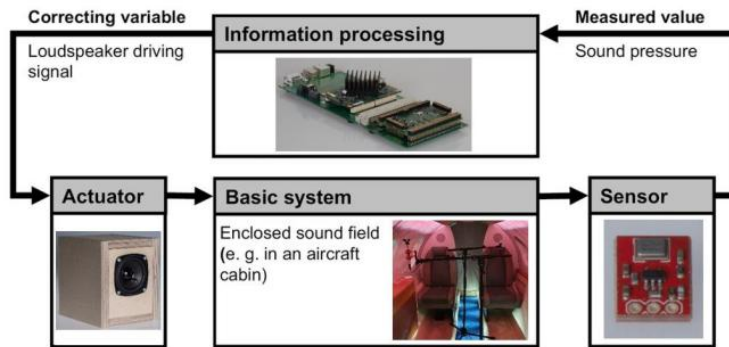 Correcting variable
Loudspeaker driving
signal
Information processing
Measured value
Sound pressure
Actuator
Basic system
Enclosed sound field
(e. g. in an aircraft
cabin)
Sensor